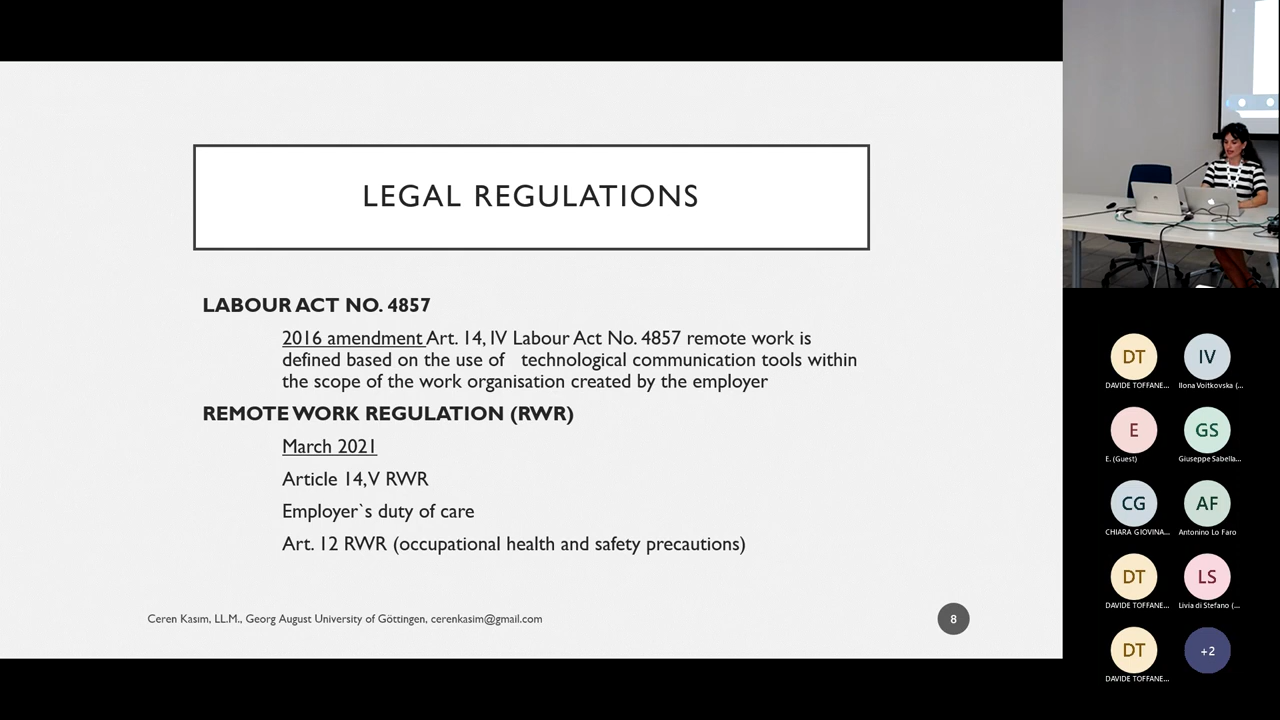 LEGAL REGULATIONS
LABOUR ACT NO. 4857
2016 amendment Art. 14, IV Labour Act No. 4857 remote work is
defined based on the use of technological communication tools within
the scope of the work organisation created by the employer
REMOTE WORK REGULATION (RWR)
March 2021
Article 14,V RWR
Employer`s duty of care
Art. 12 RWR (occupational health and safety precautions)
Ceren Kasım, LL.M., Georg August University of Göttingen, cerenkasim@gmail.com
8
DT
DAVIDE TOFFANE...
IV
Ilona Voitkovska (...
E
E. (Guest)
GS
Giuseppe Sabella...
CG
CHIARA GIOVINA...
AF
Antonino Lo Faro
DT
DAVIDE TOFFANE...
LS
Livia di Stefano (...
DT
DAVIDE TOFFANE...
+2